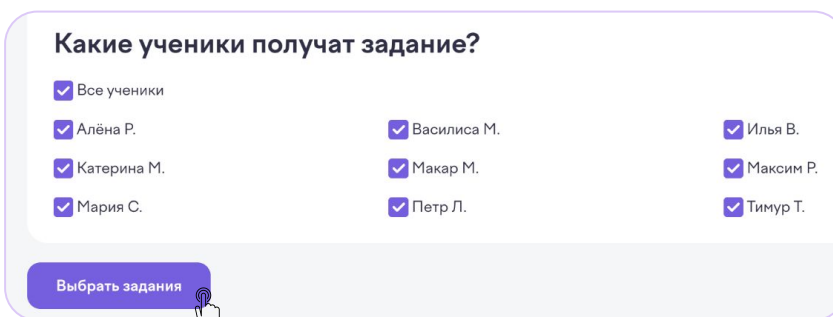 Какие ученики получат задание?
Все ученики
Алёна Р. Василиса М. Илья В.
Катерина М. Макар М. Максим Р.
Мария С. Петр Л. Тимур Т.
Выбрать задания